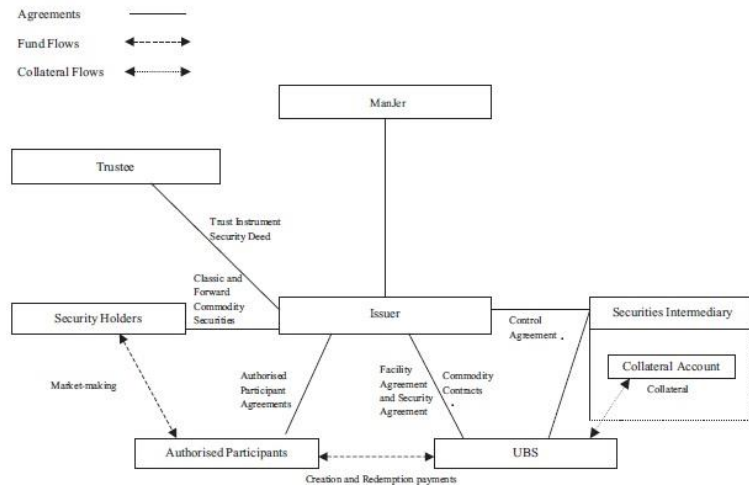 Agreements
Fund Flows
Collateral Flows
ManJer
Trustee
Trust Instrument
Security Deed
Classic and
Forward
Commodity
Securities
Security Holders
Issuer
Control
Agreement .
Securities Intermediary
Collateral Account
Collateral
Market-making
Authorised
Participant
Agreements
Facility
Agreement
and Security
Agreement
Commodity
Contracts .
Authorised Participants
UBS
Creation and Redemption payments